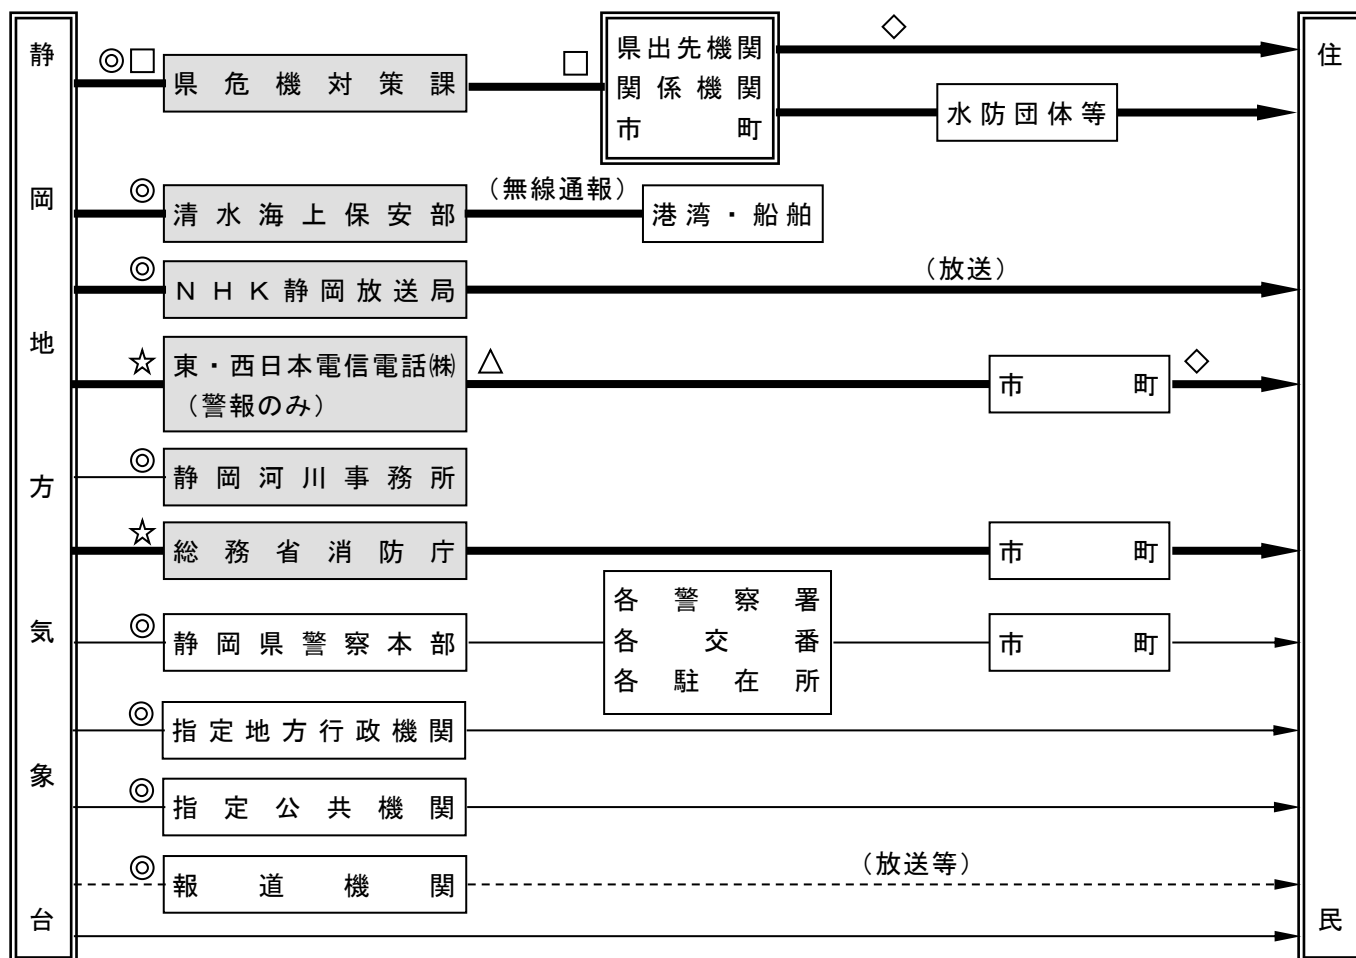 静岡地方気象台
◎□
県危機対策課
□
県出先機関
関係機関
市町
◇
水防団体等
◎
清水海上保安部
(無線通報)
港湾・船舶
◎
NHK静岡放送局
(放送)
☆
東・西日本電信電話㈱
(警報のみ)
△
市町
◇
◎
静岡河川事務所
☆
総務省消防庁
市町
◎
静岡県警察本部
各警察署
各交番
各駐在所
市町
◎
指定地方行政機関
◎
指定公共機関
◎
報道機関
(放送等)
住民